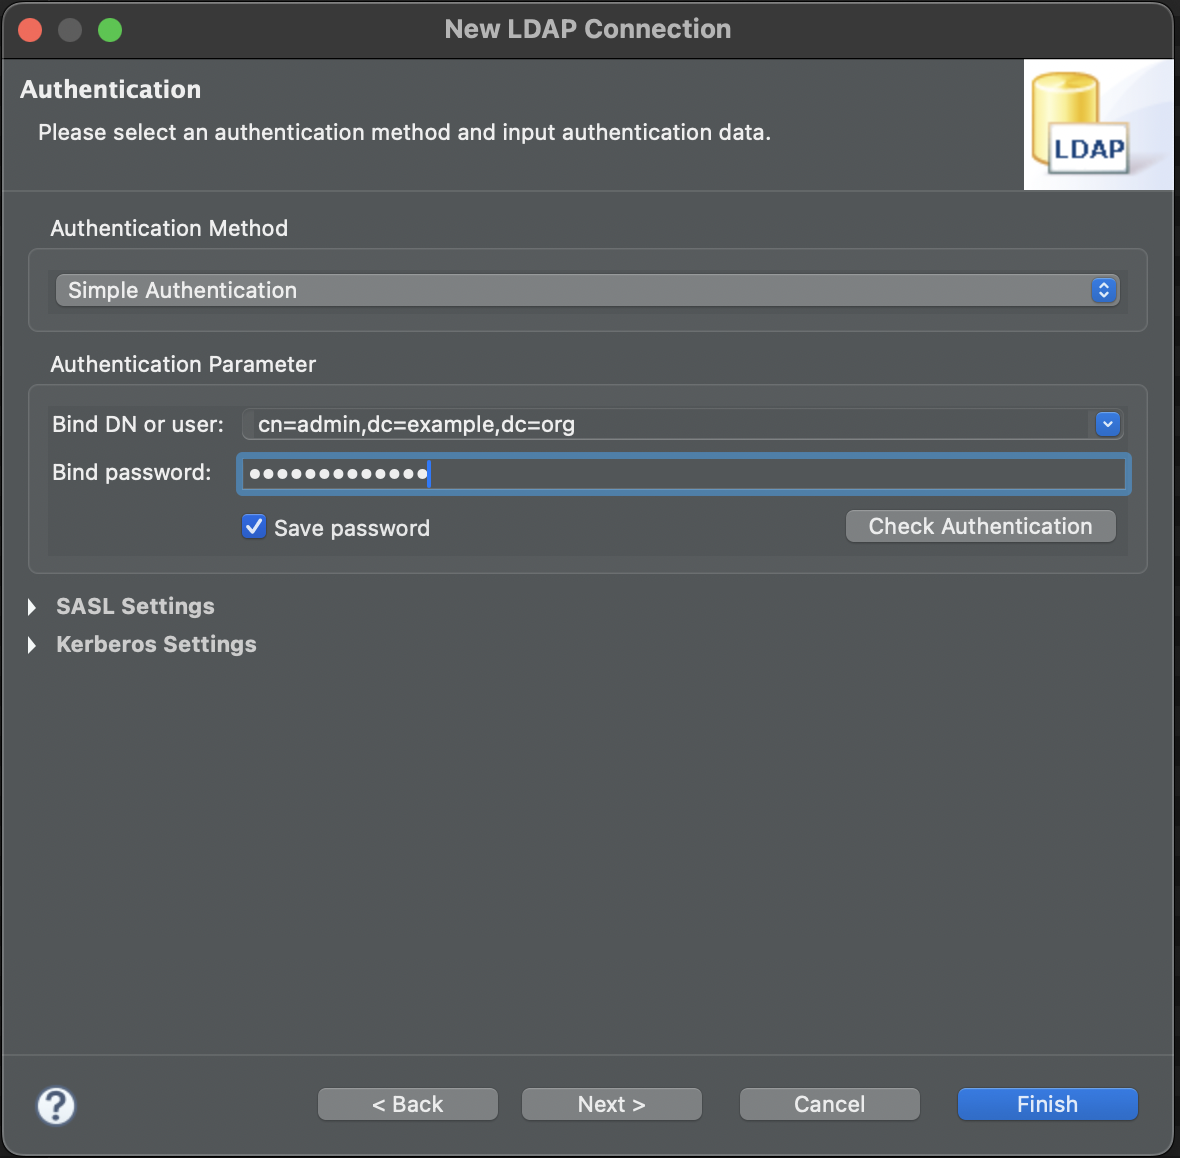 New LDAP Connection
Authentication
Please select an authentication method and input authentication data.
LDAP
Authentication Method
Simple Authentication
Authentication Parameter
Bind DN or user: cn=admin,dc=example,dc=org
Bind password: •••••••••••••
Save password
Check Authentication
SASL Settings
Kerberos Settings
?
< Back
Next >
Cancel
Finish